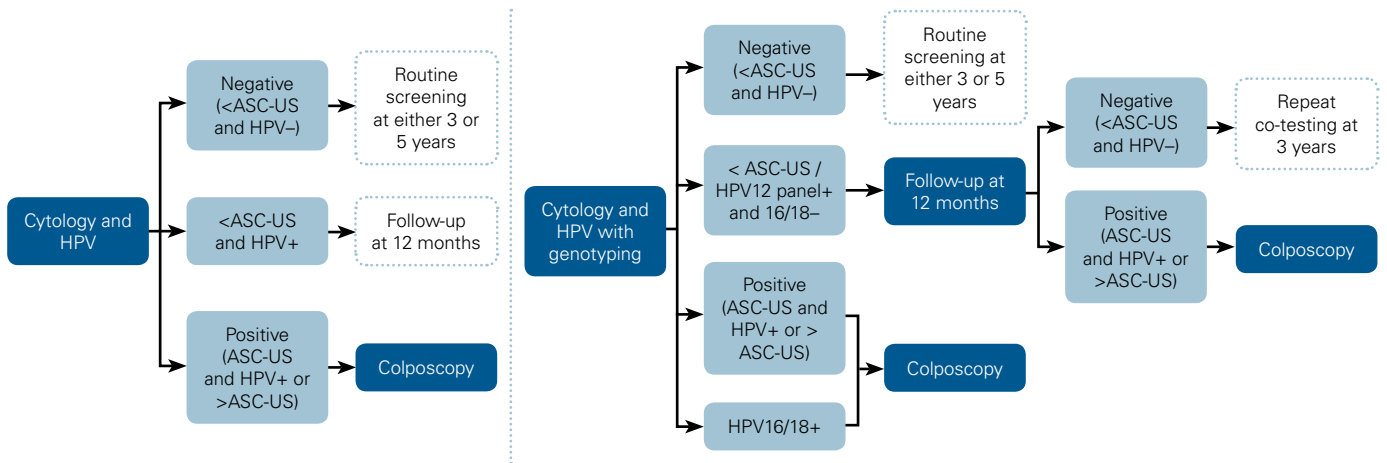 Cytology and
HPV
Negative
(<ASC-US
and HPV–)
Routine
screening
at either 3 or
5 years
<ASC-US
and HPV+
Follow-up
at 12 months
Positive
(ASC-US
and HPV+ or
>ASC-US)
Colposcopy
Cytology and
HPV with
genotyping
Negative
(<ASC-US
and HPV–)
Routine
screening at
either 3 or 5
years
< ASC-US /
HPV12 panel+
and 16/18–
Follow-up at
12 months
Negative
(<ASC-US
and HPV–)
Repeat
co-testing at
3 years
Positive
(ASC-US
and HPV+ or
>ASC-US)
Colposcopy
Positive
(ASC-US and
HPV+ or >
ASC-US)
HPV16/18+
Colposcopy